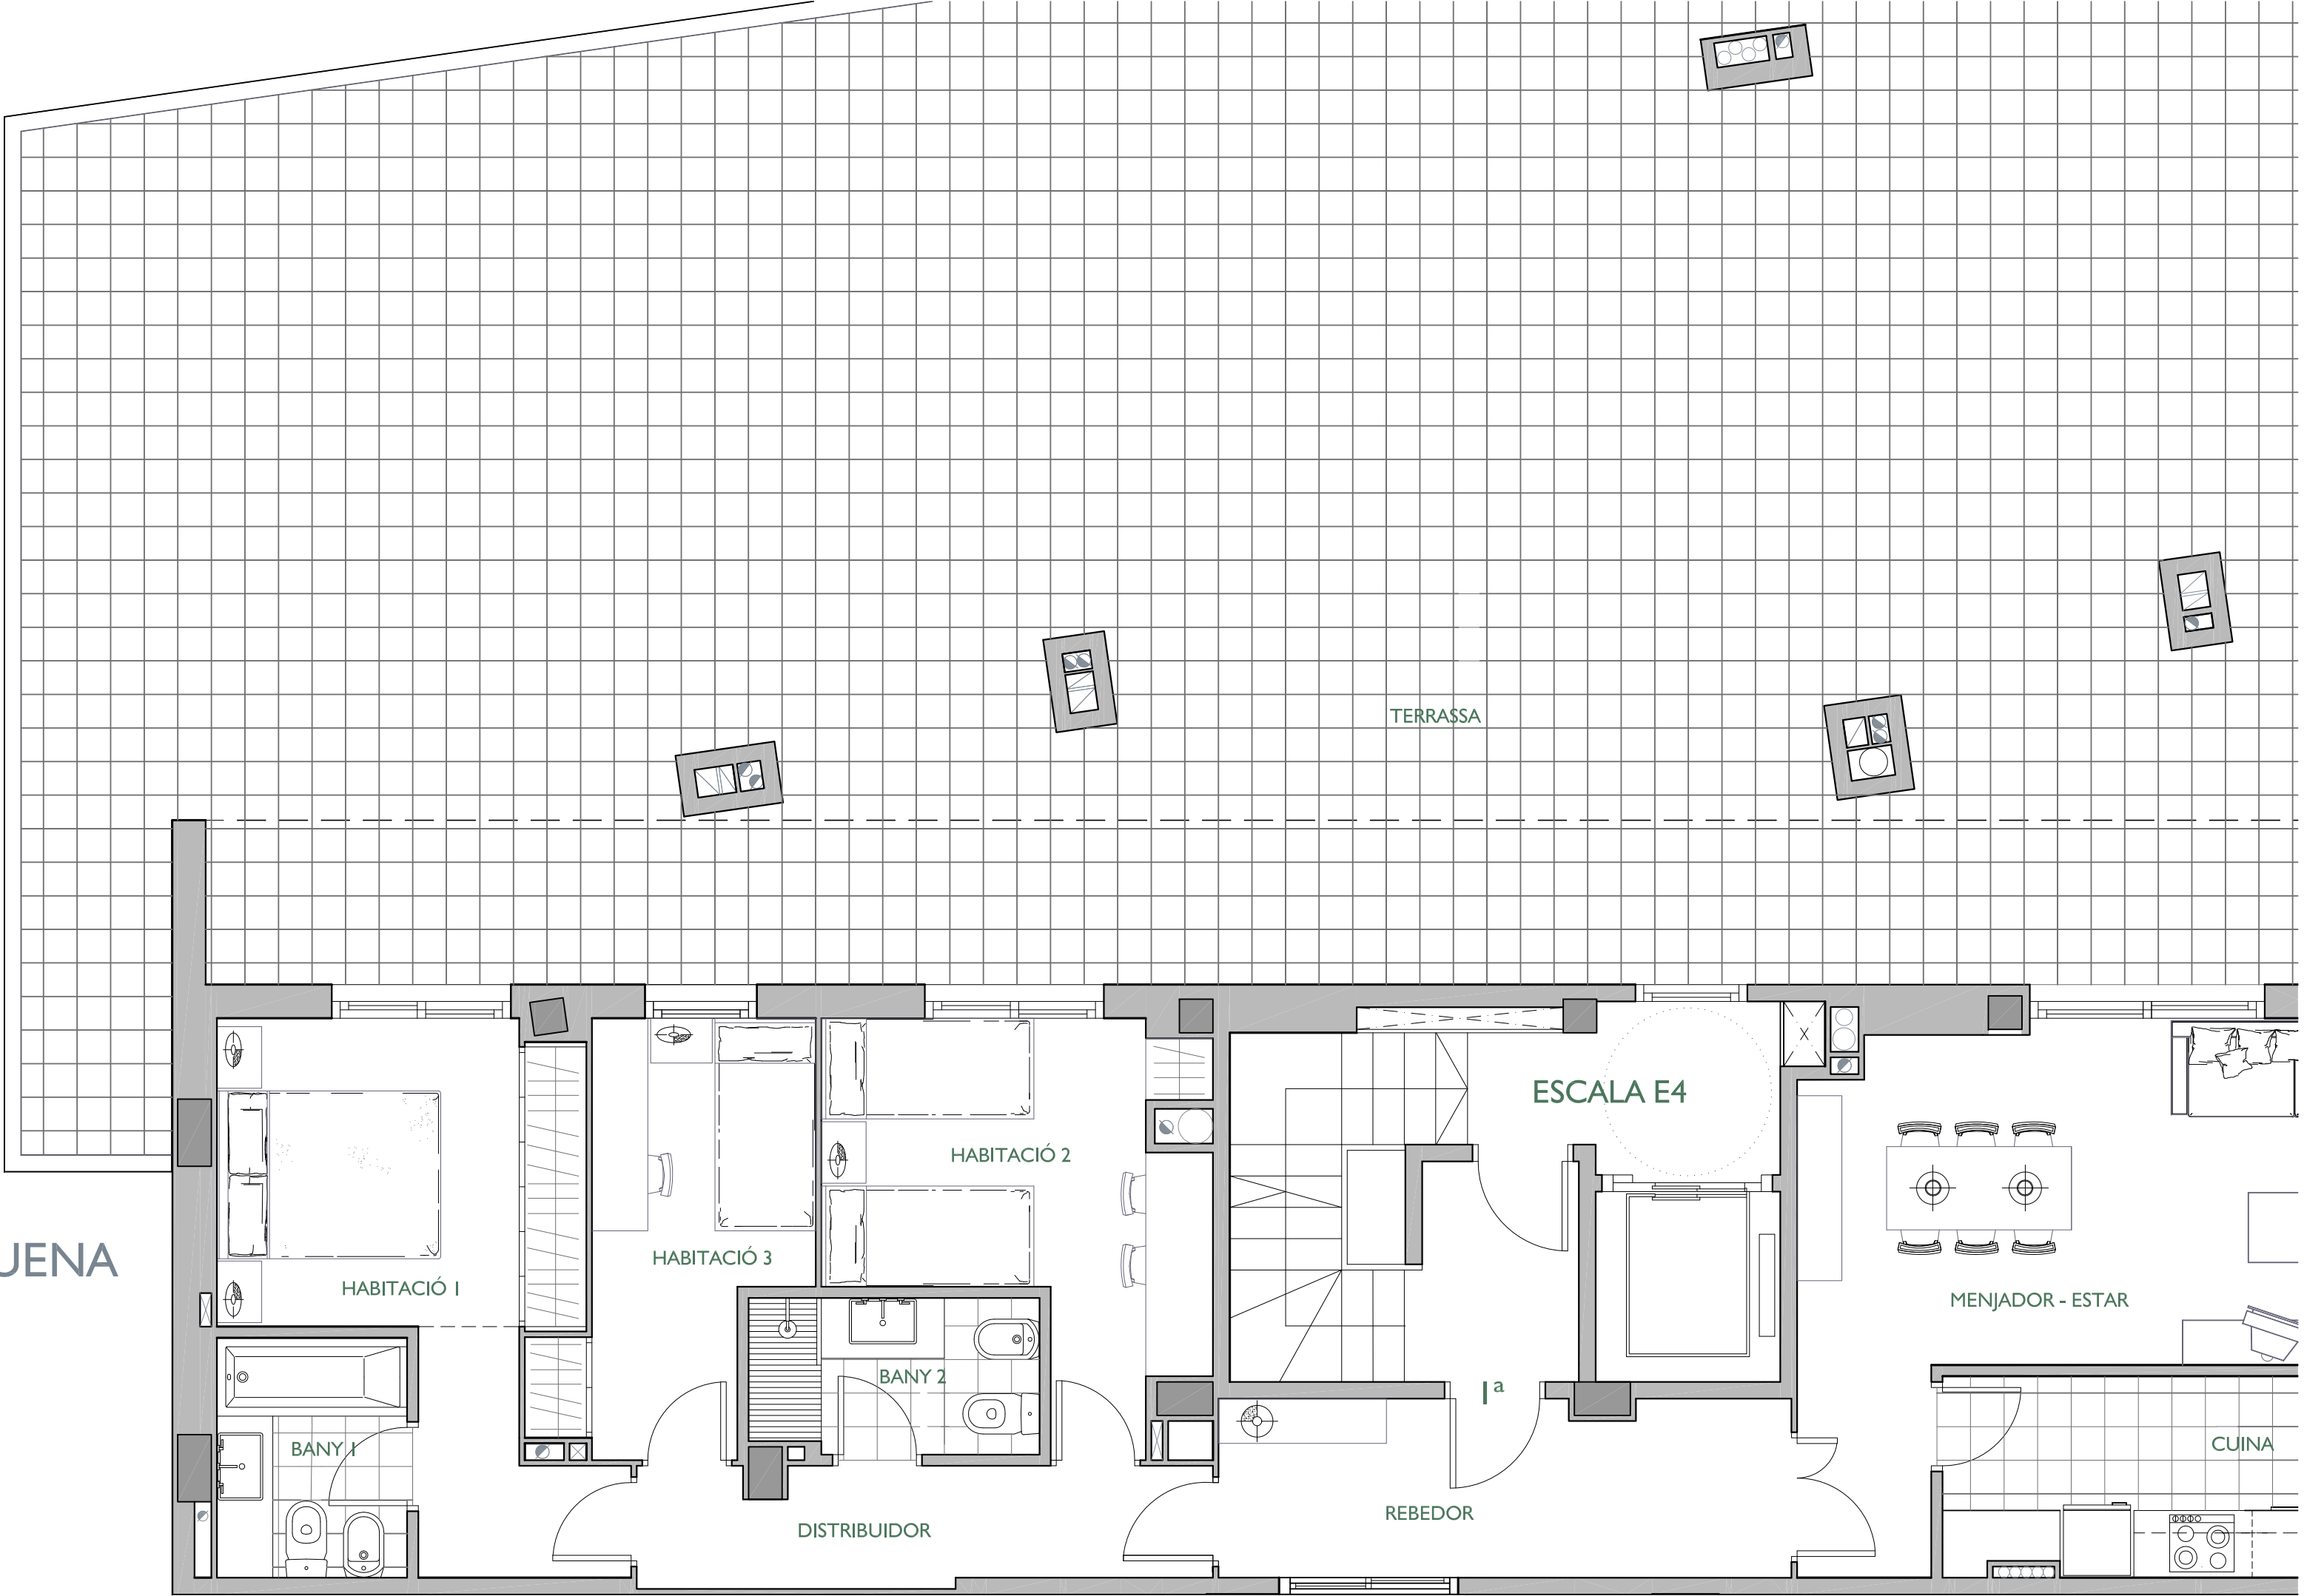 TERRASSA
ESCALA E4
HABITACIÓ 2
HABITACIÓ 3
UENA
HABITACIÓ 1
MENJADOR - ESTAR
BANY 2
1ª
BANY 1
CUINA
REBEDOR
DISTRIBUIDOR